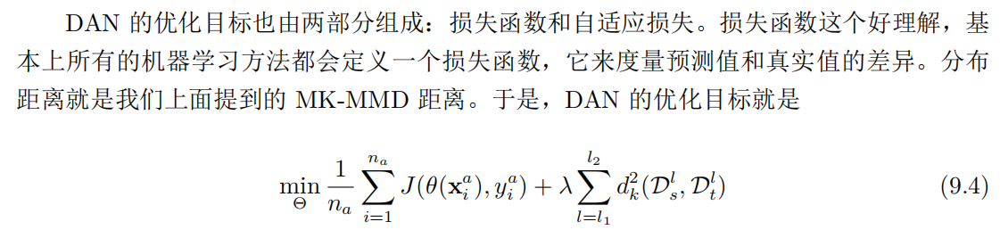 DAN 的优化目标也由两部分组成：损失函数和自适应损失。损失函数这个好理解，基
本上所有的机器学习方法都会定义一个损失函数，它来度量预测值和真实值的差异。分布
距离就是我们上面提到的 MK-MMD 距离。于是，DAN 的优化目标就是
\min_{\Theta} \frac{1}{n_a} \sum_{i=1}^{n_a} J(\theta(\mathbf{x}_i^a), y_i^a) + \lambda \sum_{l=l_1}^{l_2} d_k^2(\mathcal{D}_s^l, \mathcal{D}_t^l) (9.4)